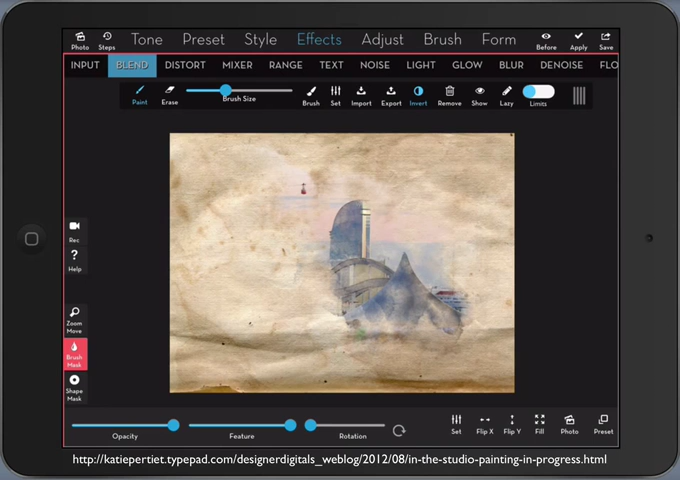 Photo Steps Tone Preset Style Effects Adjust Brush Form Before Apply Save
INPUT BLEND DISTORT MIXER RANGE TEXT NOISE LIGHT GLOW BLUR DENOISE FLO
Paint Erase Brush Size Brush Set Import Export Invert Remove Show Lazy Limits
Rec
Help
Zoom
Move
Brush
Mask
Shape
Mask
Opacity Feature Rotation Set Flip X Flip Y Fill Photo Preset
http://katiepertiet.typepad.com/designerdigitals_weblog/2012/08/in-the-studio-painting-in-progress.html